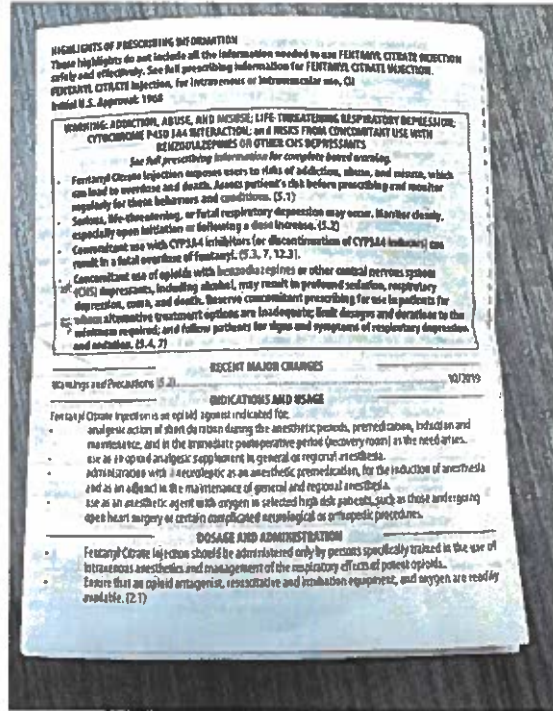 HIGHLIGHTS OF PRESCRIBING INFORMATION
These highlights do not include all the information needed to use FENTANYL CITRATE INJECTION
safely and effectively. See full prescribing information for FENTANYL CITRATE INJECTION.
FENTANYL CITRATE Injection, for intravenous or intramuscular use, CII
Initial U.S. Approval: 1968
WARNING: ADDICTION, ABUSE, AND MISUSE; LIFE-THREATENING RESPIRATORY DEPRESSION;
CYTOCHROME P450 3A4 INTERACTION; and RISKS FROM CONCOMITANT USE WITH
BENZODIAZEPINES OR OTHER CNS DEPRESSANTS
See full prescribing information for complete boxed warning.
• Fentanyl Citrate Injection exposes users to risks of addiction, abuse, and misuse, which
can lead to overdose and death. Assess patient's risk before prescribing and monitor
regularly for these behaviors and conditions. (5.1)
• Serious, life-threatening, or fatal respiratory depression may occur. Monitor closely,
especially upon initiation or following a dose increase. (5.2)
• Concomitant use with CYP3A4 inhibitors (or discontinuation of CYP3A4 inducers) can
result in a fatal overdose of fentanyl. (5.3, 7, 12.3).
• Concomitant use of opioids with benzodiazepines or other central nervous system
(CNS) depressants, including alcohol, may result in profound sedation, respiratory
depression, coma, and death. Reserve concomitant prescribing for use in patients for
whom alternative treatment options are inadequate; limit dosages and durations to the
minimum required; and follow patients for signs and symptoms of respiratory depression
and sedation. (5.4, 7)
RECENT MAJOR CHANGES
Warnings and Precautions (5.2) 10/2019
INDICATIONS AND USAGE
Fentanyl Citrate Injection is an opioid agonist indicated for:
• analgesic action of short duration during the anesthetic periods, premedication, induction and
maintenance, and in the immediate postoperative period (recovery room) as the need arises.
• use as an opioid analgesic supplement in general or regional anesthesia.
• administration with a neuroleptic as an anesthetic premedication, for the induction of anesthesia
and as an adjunct in the maintenance of general and regional anesthesia.
• use as an anesthetic agent with oxygen in selected high risk patients, such as those undergoing
open heart surgery or certain complicated neurological or orthopedic procedures.
DOSAGE AND ADMINISTRATION
• Fentanyl Citrate Injection should be administered only by persons specifically trained in the use of
intravenous anesthetics and management of the respiratory effects of potent opioids.
• Ensure that an opioid antagonist, resuscitative and intubation equipment, and oxygen are readily
available. (2.1)